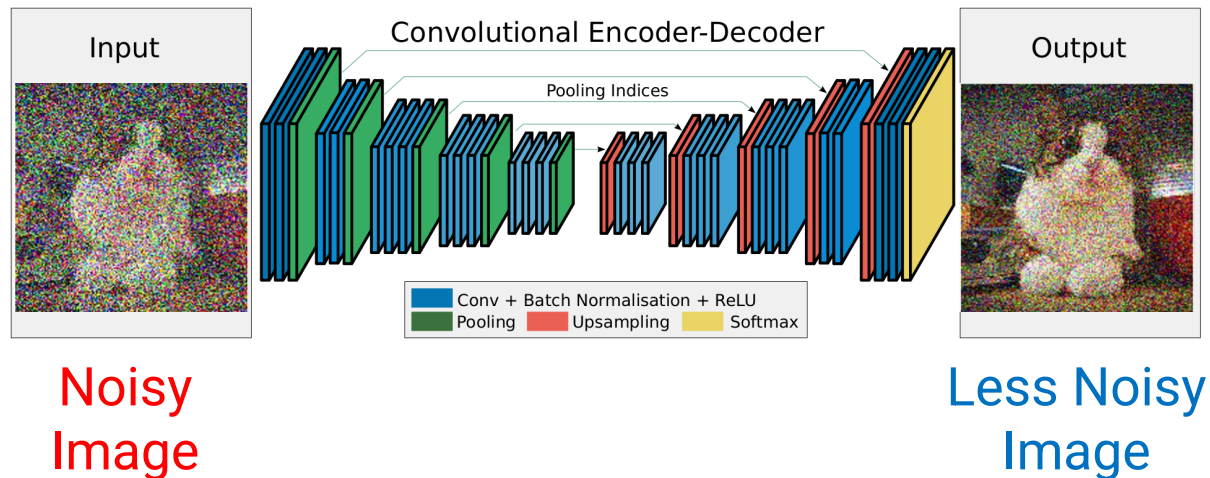 Input
Convolutional Encoder-Decoder
Output
Pooling Indices
Conv + Batch Normalisation + ReLU
Pooling
Upsampling
Softmax
Noisy
Image
Less Noisy
Image